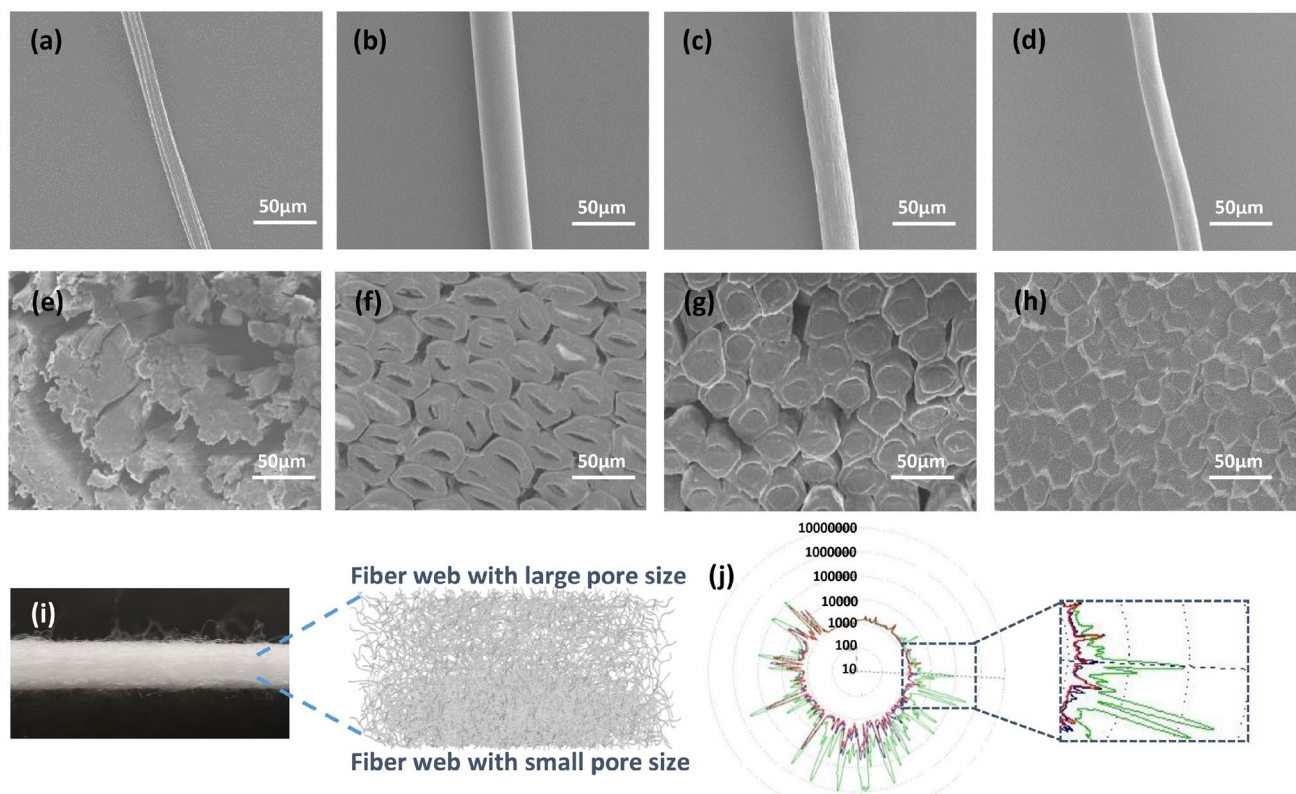 (a)
50μm
(b)
50μm
(c)
50μm
(d)
50μm
(e)
50μm
(f)
50μm
(g)
50μm
(h)
50μm
(i)
Fiber web with large pore size
Fiber web with small pore size
(j)
10000000
1000000
100000
10000
1000
100
10